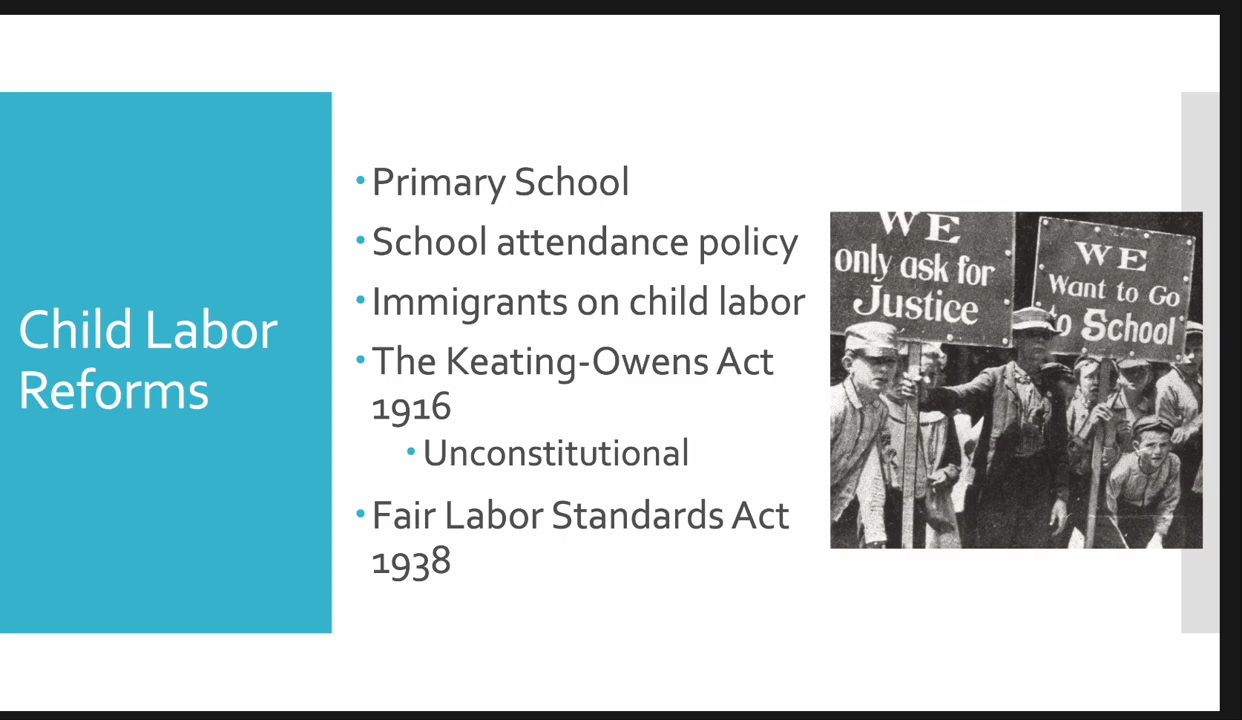 Child Labor
Reforms
•Primary School
•School attendance policy
•Immigrants on child labor
•The Keating-Owens Act
1916
•Unconstitutional
•Fair Labor Standards Act
1938
WE
only ask for
Justice
WE
Want to Go
to School